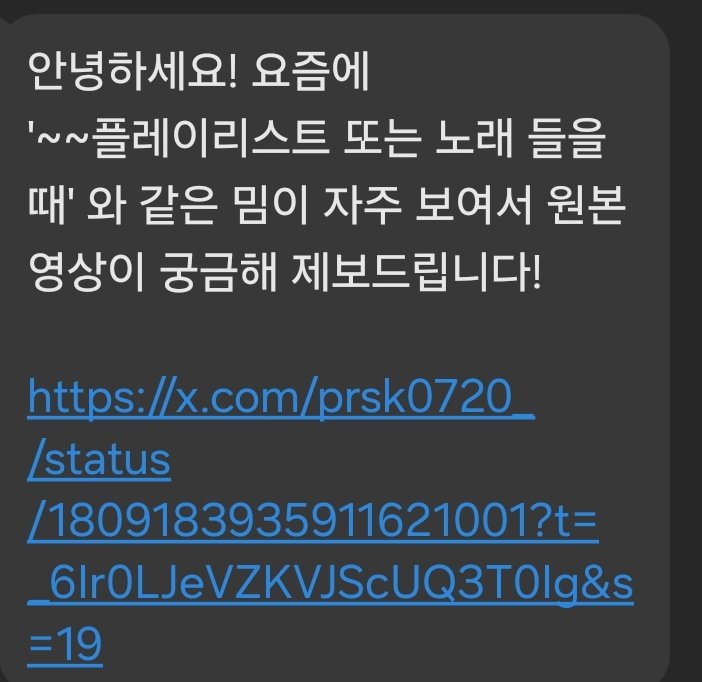 안녕하세요! 요즘에
'~~플레이리스트 또는 노래 들을
때' 와 같은 밈이 자주 보여서 원본
영상이 궁금해 제보드립니다!
https://x.com/prsk0720_
/status
/1809183935911621001?t=
_6Ir0LJeVZKVJScUQ3T0Ig&s
=19